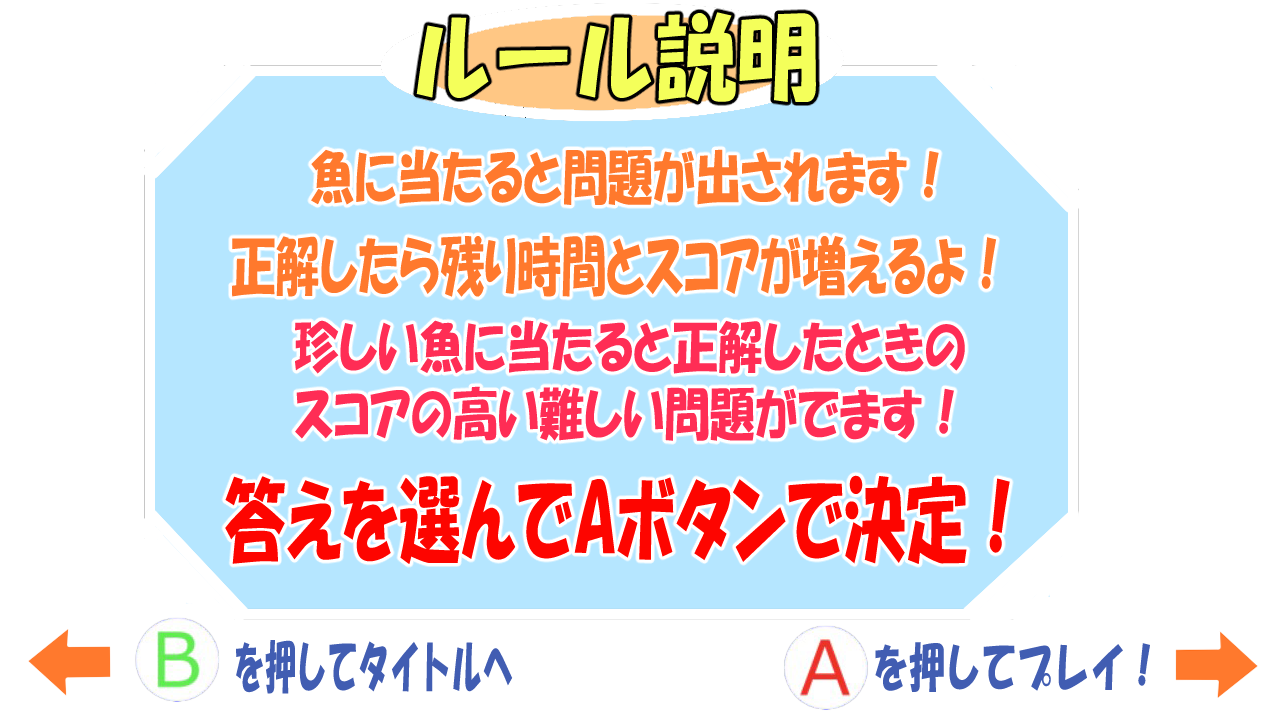 ルール説明
魚に当たると問題が出されます！
正解したら残り時間とスコアが増えるよ！
珍しい魚に当たると正解したときの
スコアの高い難しい問題がでます！
答えを選んでAボタンで決定！
Bを押してタイトルへ
Aを押してプレイ！